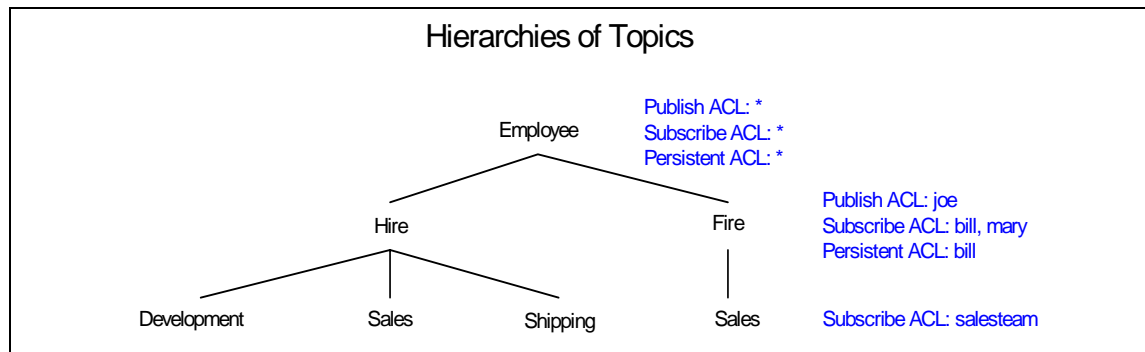 Hierarchies of Topics
Publish ACL: *
Employee
Subscribe ACL: *
Persistent ACL: *
Publish ACL: joe
Hire
Fire
Subscribe ACL: bill, mary
Persistent ACL: bill
Development
Sales
Shipping
Sales
Subscribe ACL: salesteam